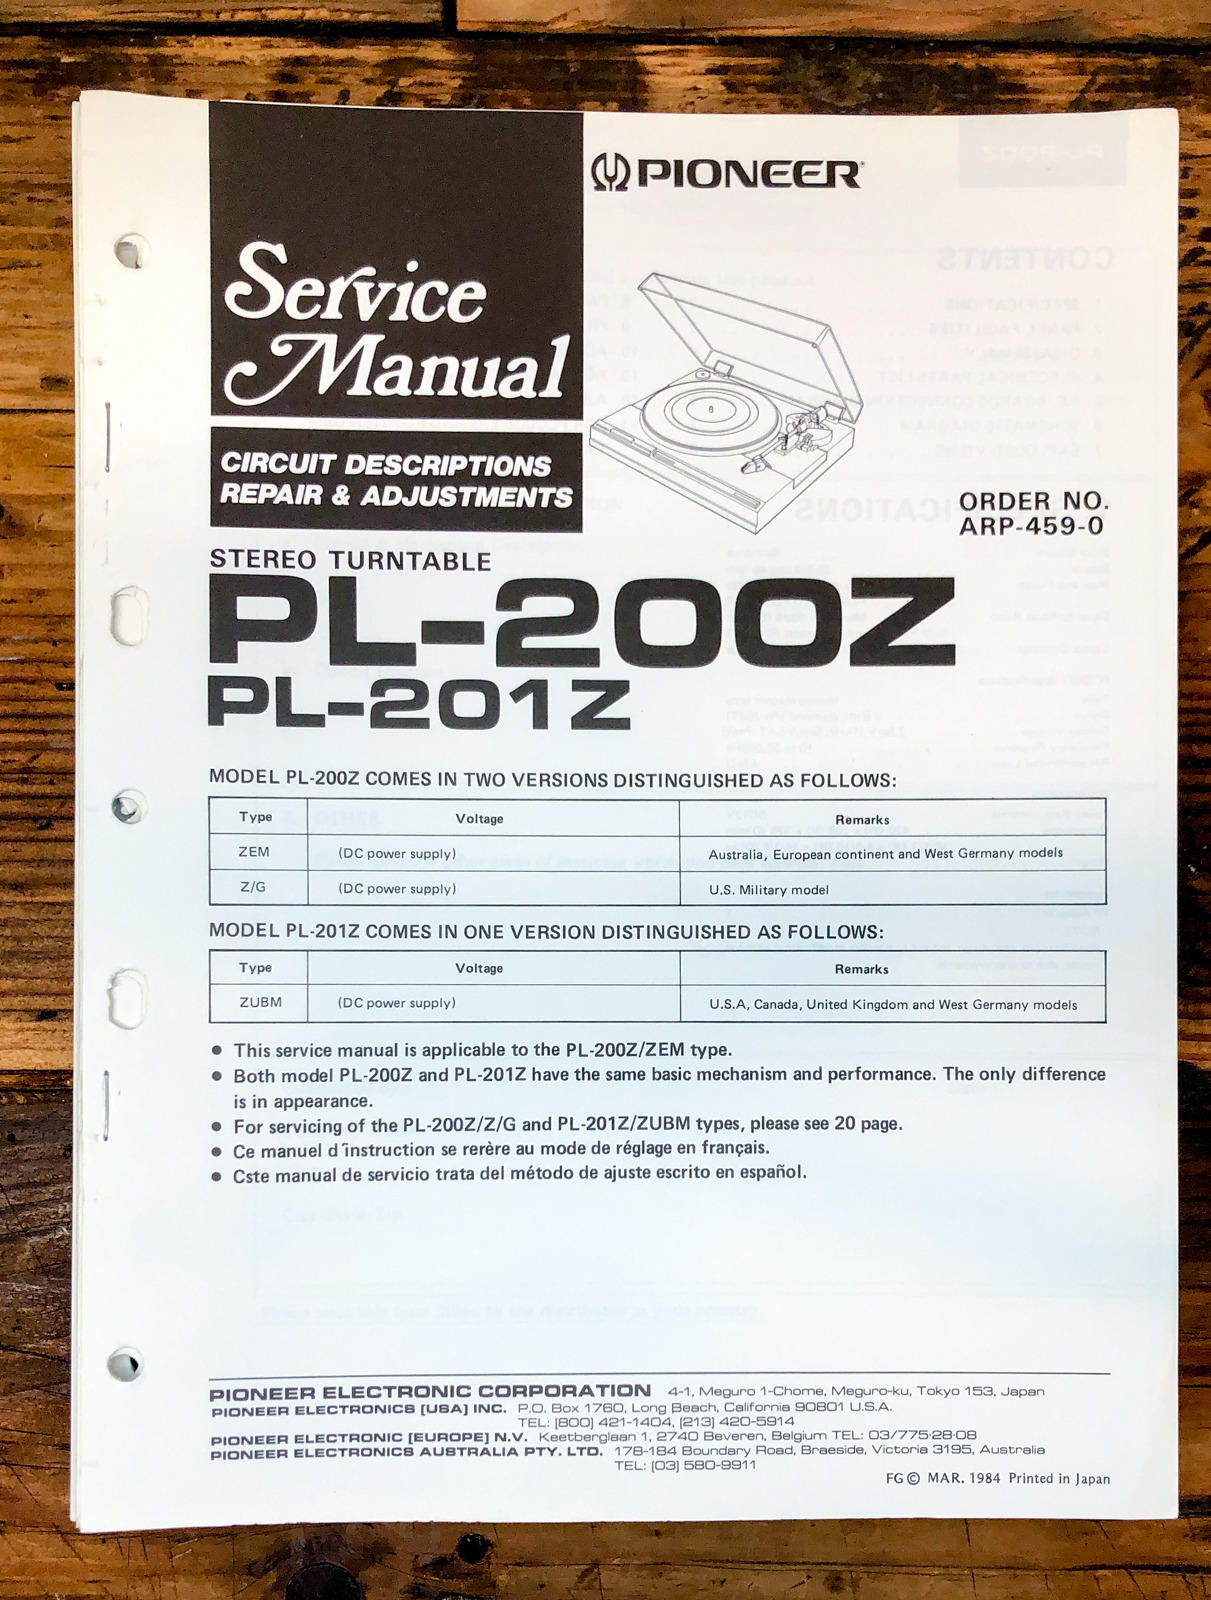 PIONEER
Service
Manual
CIRCUIT DESCRIPTIONS
REPAIR & ADJUSTMENTS
ORDER NO.
ARP-459-0
STEREO TURNTABLE
PL-200Z
PL-201Z
MODEL PL-200Z COMES IN TWO VERSIONS DISTINGUISHED AS FOLLOWS:
Type Voltage Remarks
ZEM (DC power supply) Australia, European continent and West Germany models
Z/G (DC power supply) U.S. Military model
MODEL PL-201Z COMES IN ONE VERSION DISTINGUISHED AS FOLLOWS:
Type Voltage Remarks
ZUBM (DC power supply) U.S.A, Canada, United Kingdom and West Germany models
● This service manual is applicable to the PL-200Z/ZEM type.
● Both model PL-200Z and PL-201Z have the same basic mechanism and performance. The only difference
is in appearance.
● For servicing of the PL-200Z/Z/G and PL-201Z/ZUBM types, please see 20 page.
● Ce manuel d'instruction se rerère au mode de réglage en français.
● Cste manual de servicio trata del método de ajuste escrito en español.
PIONEER ELECTRONIC CORPORATION 4-1, Meguro 1-Chome, Meguro-ku, Tokyo 153, Japan
PIONEER ELECTRONICS [USA] INC. P.O. Box 1760, Long Beach, California 90801 U.S.A.
TEL: [800] 421-1404, [213] 420-5914
PIONEER ELECTRONIC [EUROPE] N.V. Keetberglaan 1, 2740 Beveren, Belgium TEL: 03/775·28·08
PIONEER ELECTRONICS AUSTRALIA PTY. LTD. 178-184 Boundary Road, Braeside, Victoria 3195, Australia
TEL: [03] 580-9911
FG © MAR. 1984 Printed in Japan